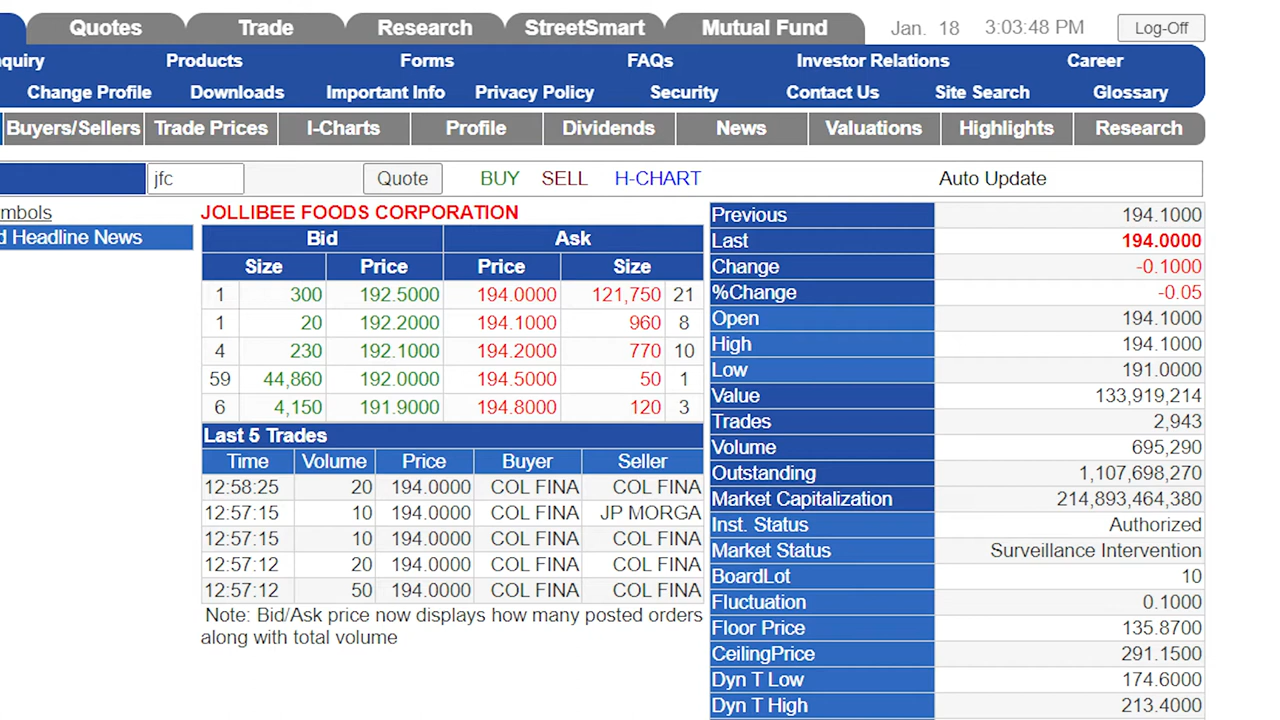 Quotes Trade Research StreetSmart Mutual Fund Jan. 18 3:03:48 PM Log-Off
quiry Products Forms FAQs Investor Relations Career
Change Profile Downloads Important Info Privacy Policy Security Contact Us Site Search Glossary
Buyers/Sellers Trade Prices I-Charts Profile Dividends News Valuations Highlights Research
jfc Quote BUY SELL H-CHART Auto Update
mbols
d Headline News
JOLLIBEE FOODS CORPORATION
Bid Ask
Size Price Price Size
1 300 192.5000 194.0000 121,750 21
1 20 192.2000 194.1000 960 8
4 230 192.1000 194.2000 770 10
59 44,860 192.0000 194.5000 50 1
6 4,150 191.9000 194.8000 120 3
Last 5 Trades
Time Volume Price Buyer Seller
12:58:25 20 194.0000 COL FINA COL FINA
12:57:15 10 194.0000 COL FINA JP MORGA
12:57:15 10 194.0000 COL FINA COL FINA
12:57:12 20 194.0000 COL FINA COL FINA
12:57:12 50 194.0000 COL FINA COL FINA
Note: Bid/Ask price now displays how many posted orders
along with total volume
Previous 194.1000
Last 194.0000
Change -0.1000
%Change -0.05
Open 194.1000
High 194.1000
Low 191.0000
Value 133,919,214
Trades 2,943
Volume 695,290
Outstanding 1,107,698,270
Market Capitalization 214,893,464,380
Inst. Status Authorized
Market Status Surveillance Intervention
BoardLot 10
Fluctuation 0.1000
Floor Price 135.8700
CeilingPrice 291.1500
Dyn T Low 174.6000
Dyn T High 213.4000